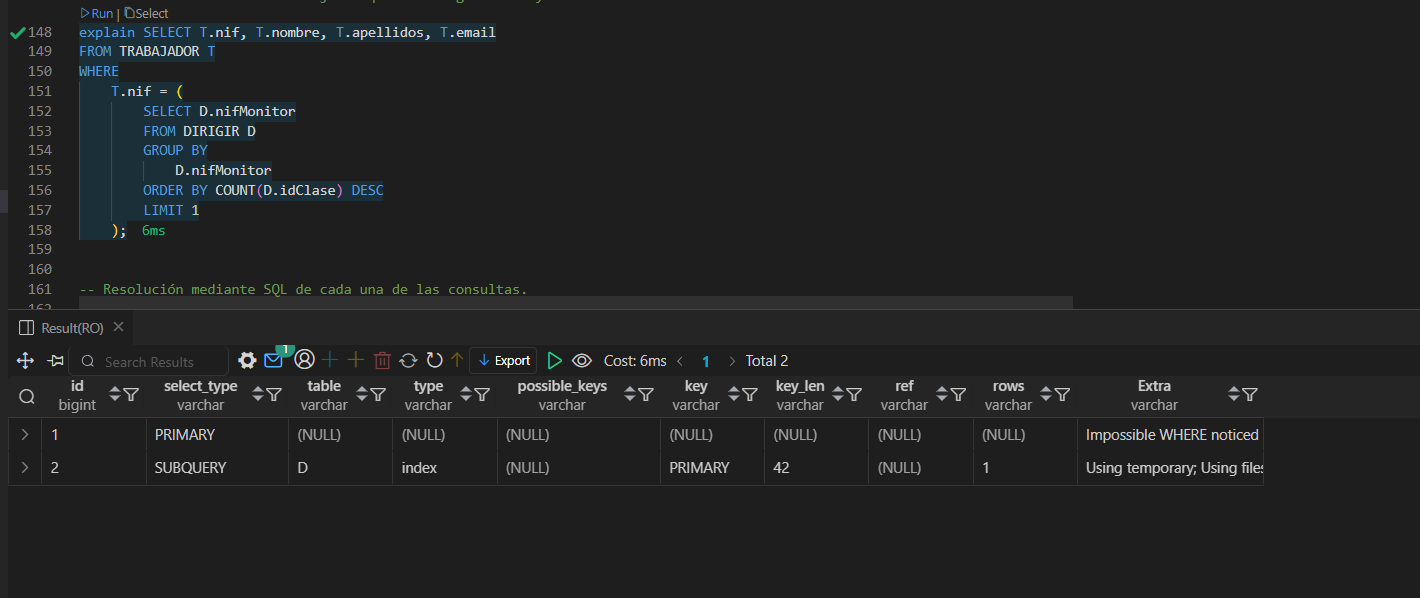 Run | Select
148 explain SELECT T.nif, T.nombre, T.apellidos, T.email
149 FROM TRABAJADOR T
150 WHERE
151 T.nif = (
152 SELECT D.nifMonitor
153 FROM DIRIGIR D
154 GROUP BY
155 D.nifMonitor
156 ORDER BY COUNT(D.idClase) DESC
157 LIMIT 1
158 ); 6ms
159
160
161 -- Resolución mediante SQL de cada una de las consultas.
162
Result(RO)
Search Results 1 Export Cost: 6ms < 1 > Total 2
id select_type table type possible_keys key key_len ref rows Extra
bigint varchar varchar varchar varchar varchar varchar varchar varchar varchar
1 PRIMARY (NULL) (NULL) (NULL) (NULL) (NULL) (NULL) (NULL) Impossible WHERE noticed
2 SUBQUERY D index (NULL) PRIMARY 42 (NULL) 1 Using temporary; Using files